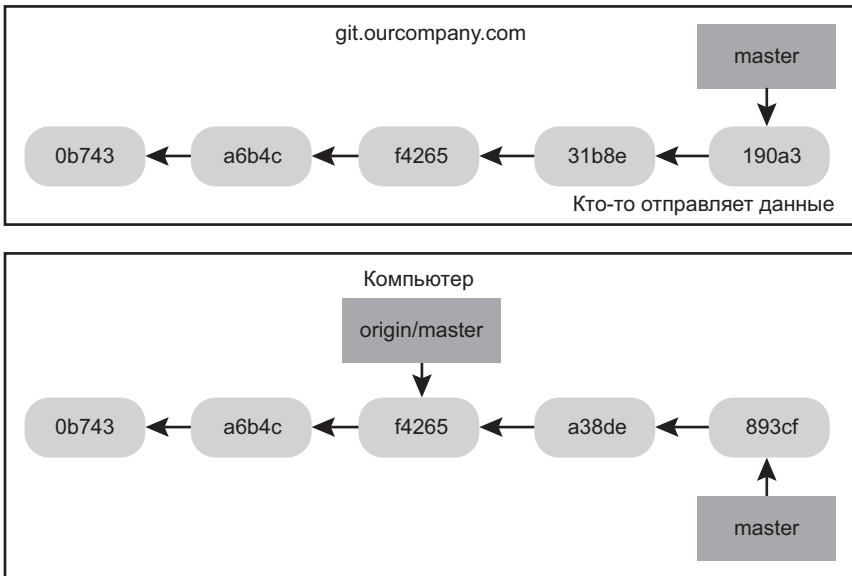 git.ourcompany.com
master
0b743 a6b4c f4265 31b8e 190a3
Кто-то отправляет данные
Компьютер
origin/master
0b743 a6b4c f4265 a38de 893cf
master